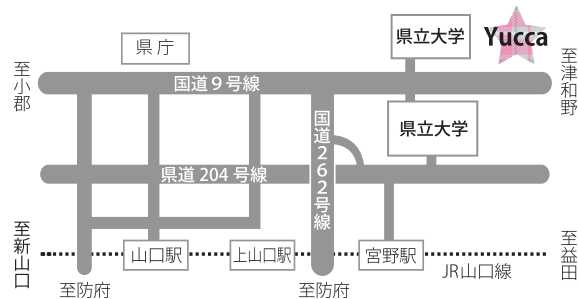 県庁
県立大学
Yucca
至小郡
国道9号線
至津和野
県立大学
国道262号線
県道204号線
至新山口
山口駅
上山口駅
宮野駅
至益田
JR山口線
至防府
至防府